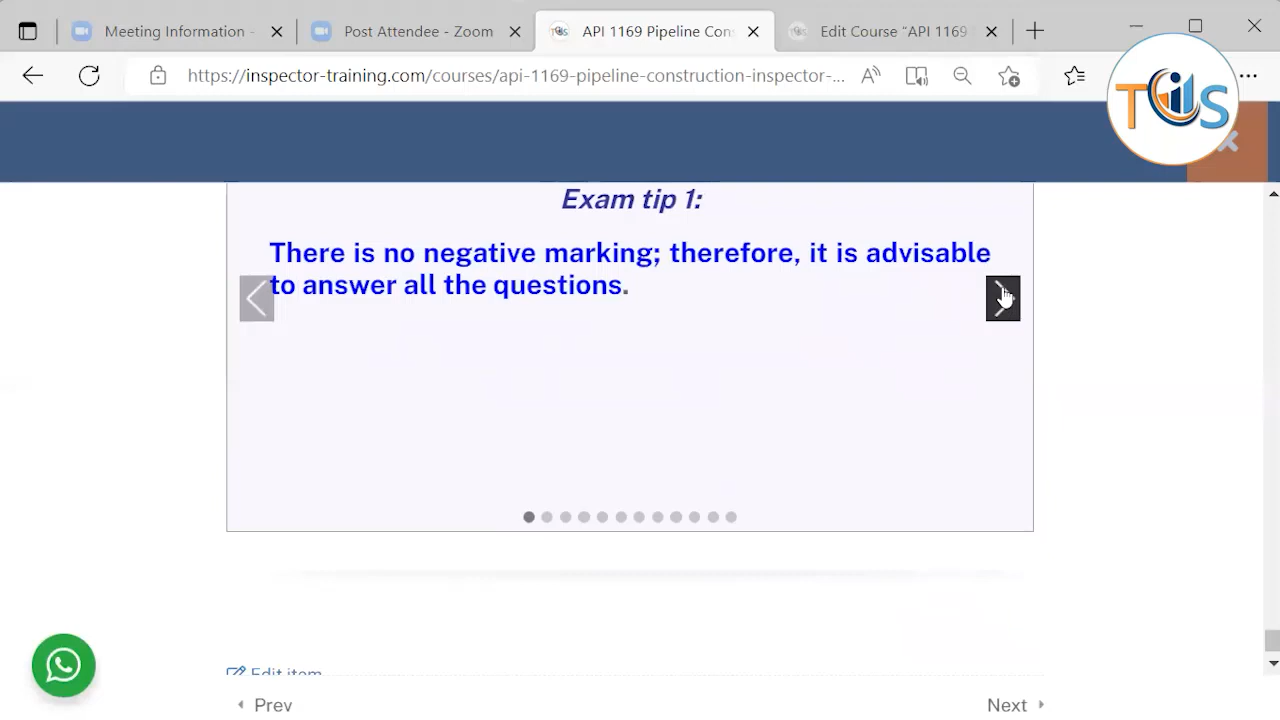 Meeting Information -
Post Attendee - Zoom
API 1169 Pipeline Con
Edit Course “API 1169
https://inspector-training.com/courses/api-1169-pipeline-construction-inspector-...
TIS
Exam tip 1:
There is no negative marking; therefore, it is advisable
to answer all the questions.
Edit item
Prev
Next